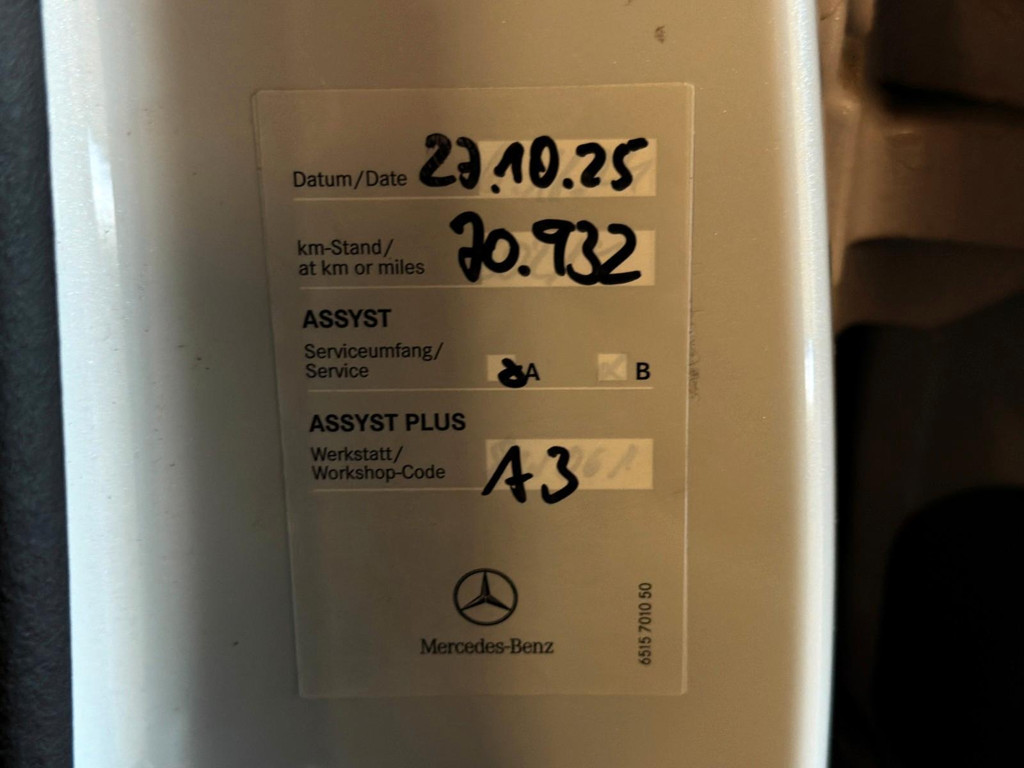 Datum/Date 27.10.25
km-Stand/
at km or miles 70.932
ASSYST
Serviceumfang/
Service A B
ASSYST PLUS
Werkstatt/
Workshop-Code A3
Mercedes-Benz
6515 7010 50